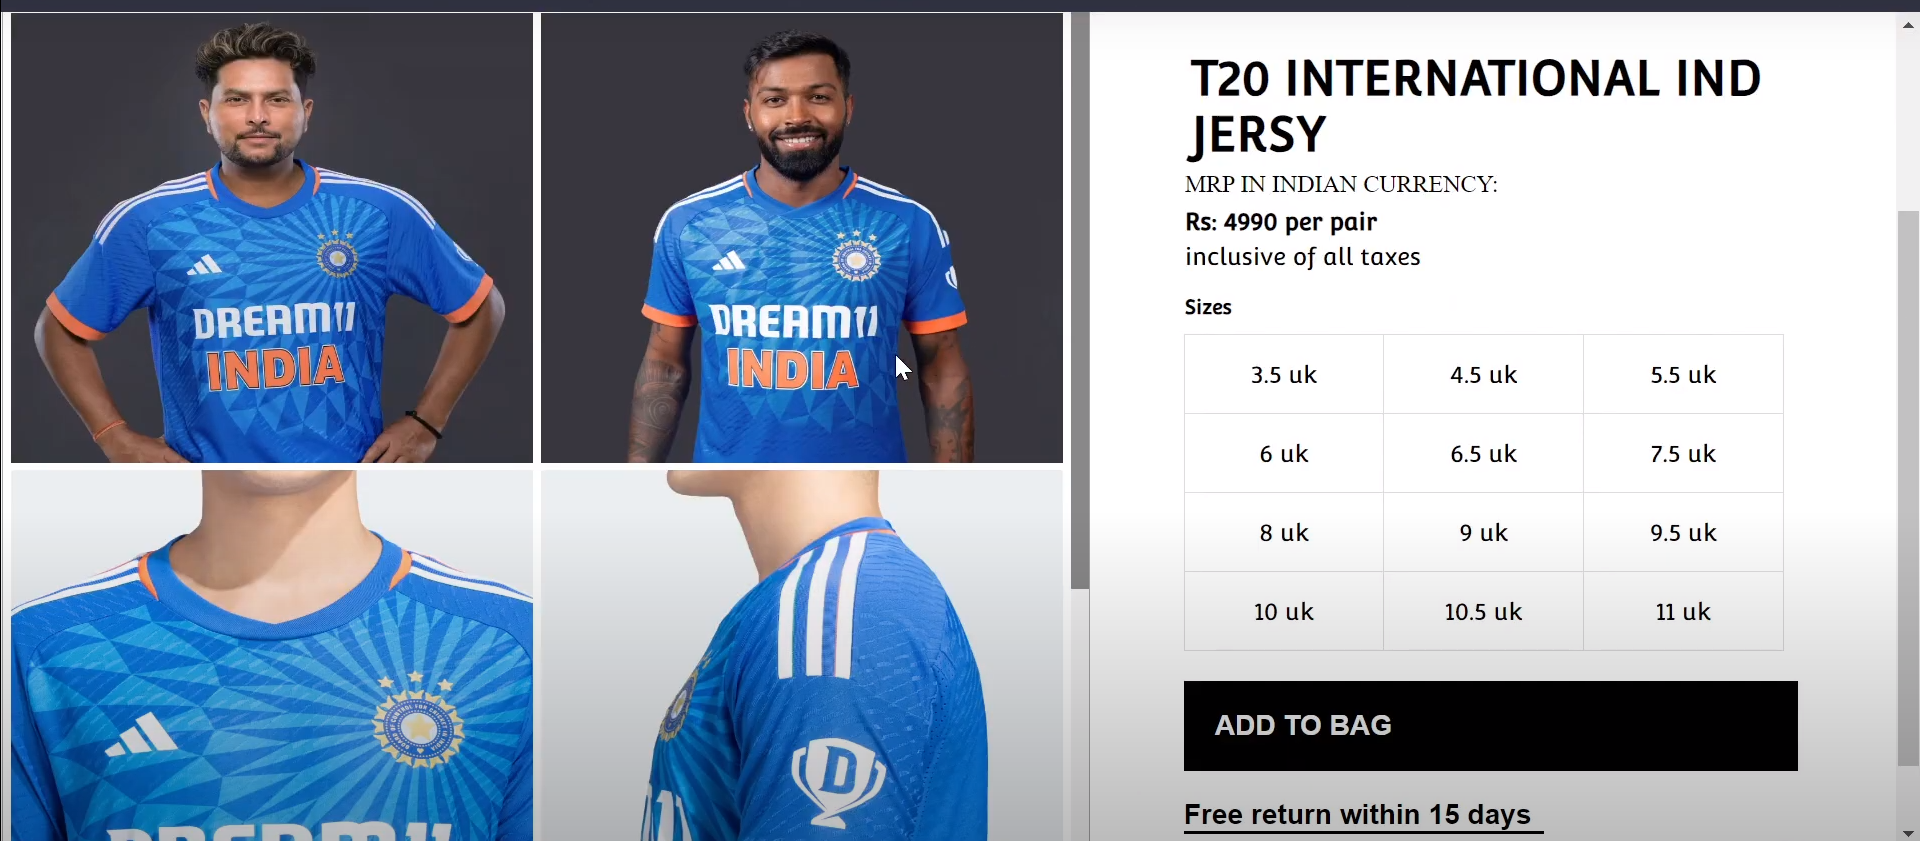 DREAM11
INDIA
DREAM11
INDIA
DREAM11
D
T20 INTERNATIONAL IND
JERSY
MRP IN INDIAN CURRENCY:
Rs: 4990 per pair
inclusive of all taxes
Sizes
3.5 uk 4.5 uk 5.5 uk
6 uk 6.5 uk 7.5 uk
8 uk 9 uk 9.5 uk
10 uk 10.5 uk 11 uk
ADD TO BAG
Free return within 15 days